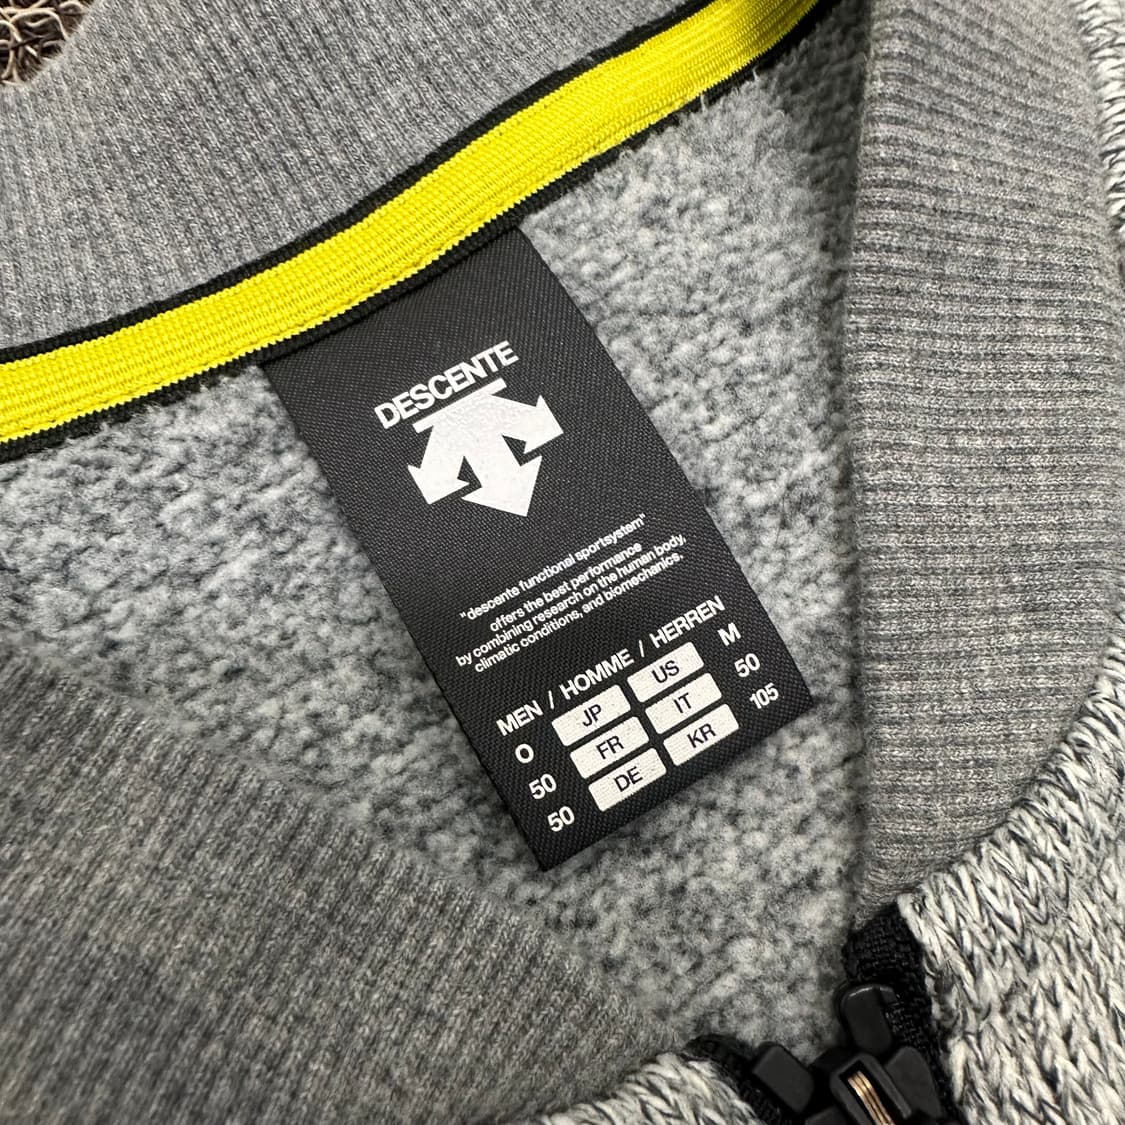 DESCENTE
"descente functional sportsystem"
offers the best performance
by combining research on the human body,
climatic conditions, and biomechanics.
MEN / HOMME / HERREN
O JP US M
50 FR IT 50
50 DE KR 105